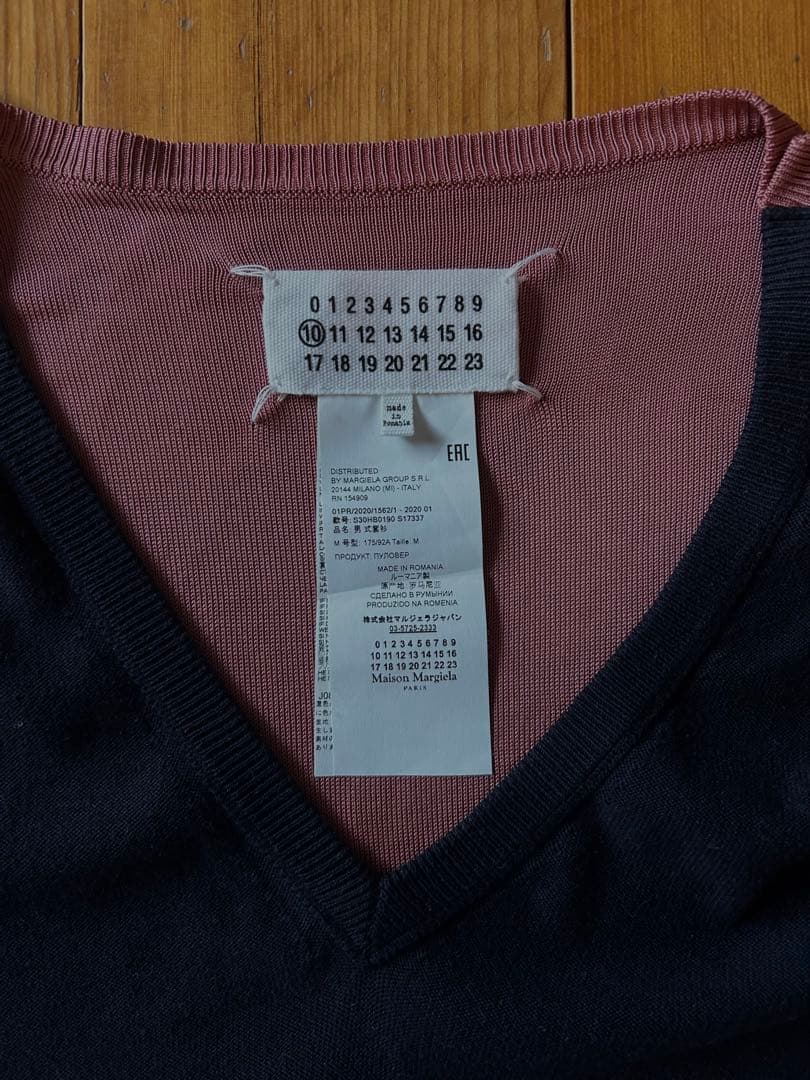 0 1 2 3 4 5 6 7 8 9
10 11 12 13 14 15 16
17 18 19 20 21 22 23
made
in
Romania
EAC
DISTRIBUTED
BY MARGIELA GROUP S.R.L.
20144 MILANO (MI) - ITALY
RN 154909
01PR/2020/1562/1 - 2020 01
款号: S30HB0190 S17337
品名: 男式套衫
M 号型: 175/92A Taille: M
ПРОДУКТ: ПУЛОВЕР
MADE IN ROMANIA
ルーマニア製
原产地: 罗马尼亚
СДЕЛАНО В РУМЫНИИ
PRODUZIDO NA ROMENIA
株式会社マルジェラジャパン
03-5725-2333
0 1 2 3 4 5 6 7 8 9
10 11 12 13 14 15 16
17 18 19 20 21 22 23
Maison Margiela
PARIS